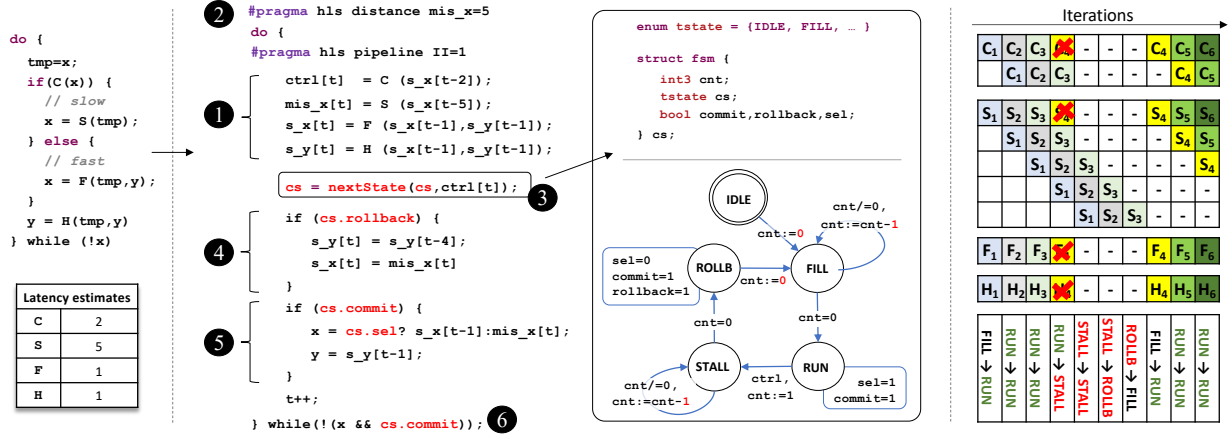 do {
tmp=x;
if(C(x)) {
// slow
x = S(tmp);
} else {
// fast
x = F(tmp,y);
}
y = H(tmp,y)
} while (!x)
Latency estimates
C 2
S 5
F 1
H 1
2 #pragma hls distance mis_x=5
do {
#pragma hls pipeline II=1
1
ctrl[t] = C (s_x[t-2]);
mis_x[t] = S (s_x[t-5]);
s_x[t] = F (s_x[t-1],s_y[t-1]);
s_y[t] = H (s_x[t-1],s_y[t-1]);
cs = nextState(cs,ctrl[t]);
3
4
if (cs.rollback) {
s_y[t] = s_y[t-4];
s_x[t] = mis_x[t]
}
5
if (cs.commit) {
x = cs.sel? s_x[t-1]:mis_x[t];
y = s_y[t-1];
}
t++;
} while(!(x && cs.commit)); 6
enum tstate = {IDLE, FILL, … }
struct fsm {
int3 cnt;
tstate cs;
bool commit,rollback,sel;
} cs;
IDLE
cnt:=0
cnt/=0,
cnt:=cnt-1
sel=0
commit=1
rollback=1
ROLLB
cnt:=0
FILL
cnt=0
cnt=0
STALL
ctrl,
cnt:=1
RUN
cnt/=0,
cnt:=cnt-1
sel=1
commit=1
Iterations
C1 C2 C3 C4 - - - C4 C5 C6
C1 C2 C3 - - - C4 C5
S1 S2 S3 S4 - - - S4 S5 S6
S1 S2 S3 - - - S4 S5
S1 S2 S3 - - - S4
S1 S2 S3 - - -
S1 S2 S3 - - -
F1 F2 F3 - - - F4 F5 F6
H1 H2 H3 H4 - - - H4 H5 H6
FILL → RUN
RUN → RUN
RUN → RUN
RUN → STALL
STALL → STALL
STALL → ROLLB
ROLLB → FILL
FILL → RUN
RUN → RUN
RUN → RUN